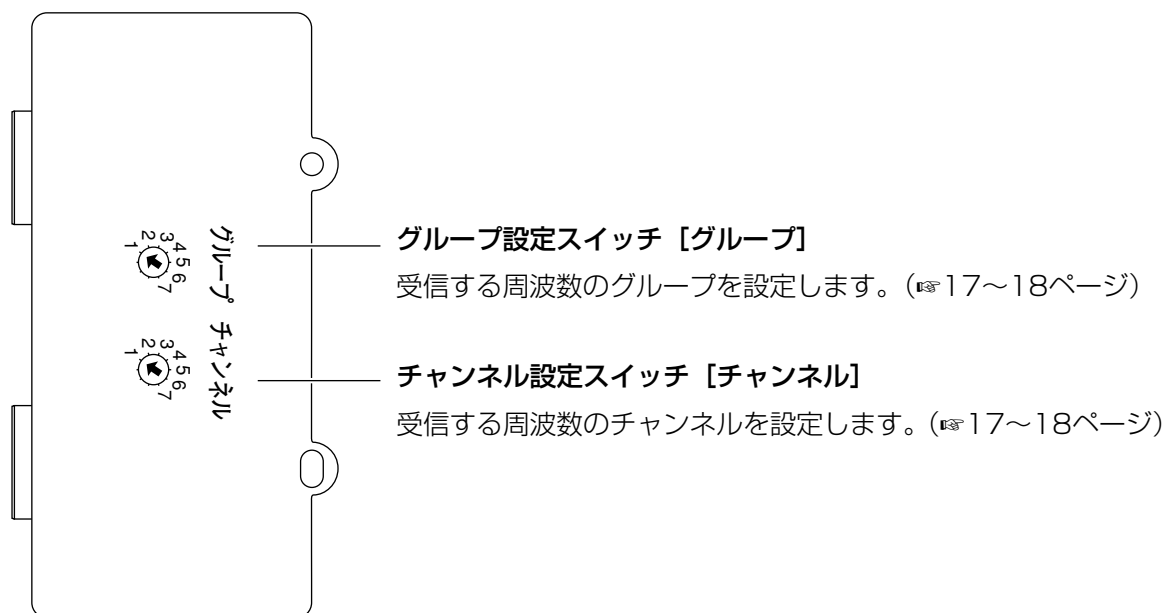 グループ
1 2 3 4 5 6 7
チャンネル
1 2 3 4 5 6 7
グループ設定スイッチ［グループ］
受信する周波数のグループを設定します。（☞17～18ページ）
チャンネル設定スイッチ［チャンネル］
受信する周波数のチャンネルを設定します。（☞17～18ページ）